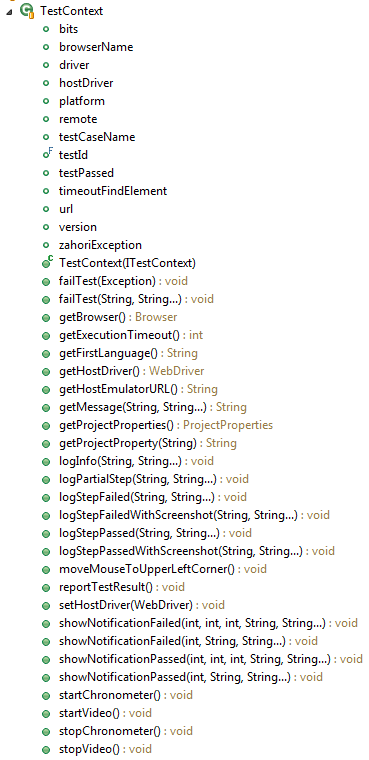 TestContext
bits
browserName
driver
hostDriver
platform
remote
testCaseName
testId
testPassed
timeoutFindElement
url
version
zahoriException
TestContext(ITestContext)
failTest(Exception) : void
failTest(String, String...) : void
getBrowser() : Browser
getExecutionTimeout() : int
getFirstLanguage() : String
getHostDriver() : WebDriver
getHostEmulatorURL() : String
getMessage(String, String...) : String
getProjectProperties() : ProjectProperties
getProjectProperty(String) : String
logInfo(String, String...) : void
logPartialStep(String, String...) : void
logStepFailed(String, String...) : void
logStepFailedWithScreenshot(String, String...) : void
logStepPassed(String, String...) : void
logStepPassedWithScreenshot(String, String...) : void
moveMouseToUpperLeftCorner() : void
reportTestResult() : void
setHostDriver(WebDriver) : void
showNotificationFailed(int, int, int, String, String...) : void
showNotificationFailed(int, String, String...) : void
showNotificationPassed(int, int, int, String, String...) : void
showNotificationPassed(int, String, String...) : void
startChronometer() : void
startVideo() : void
stopChronometer() : void
stopVideo() : void